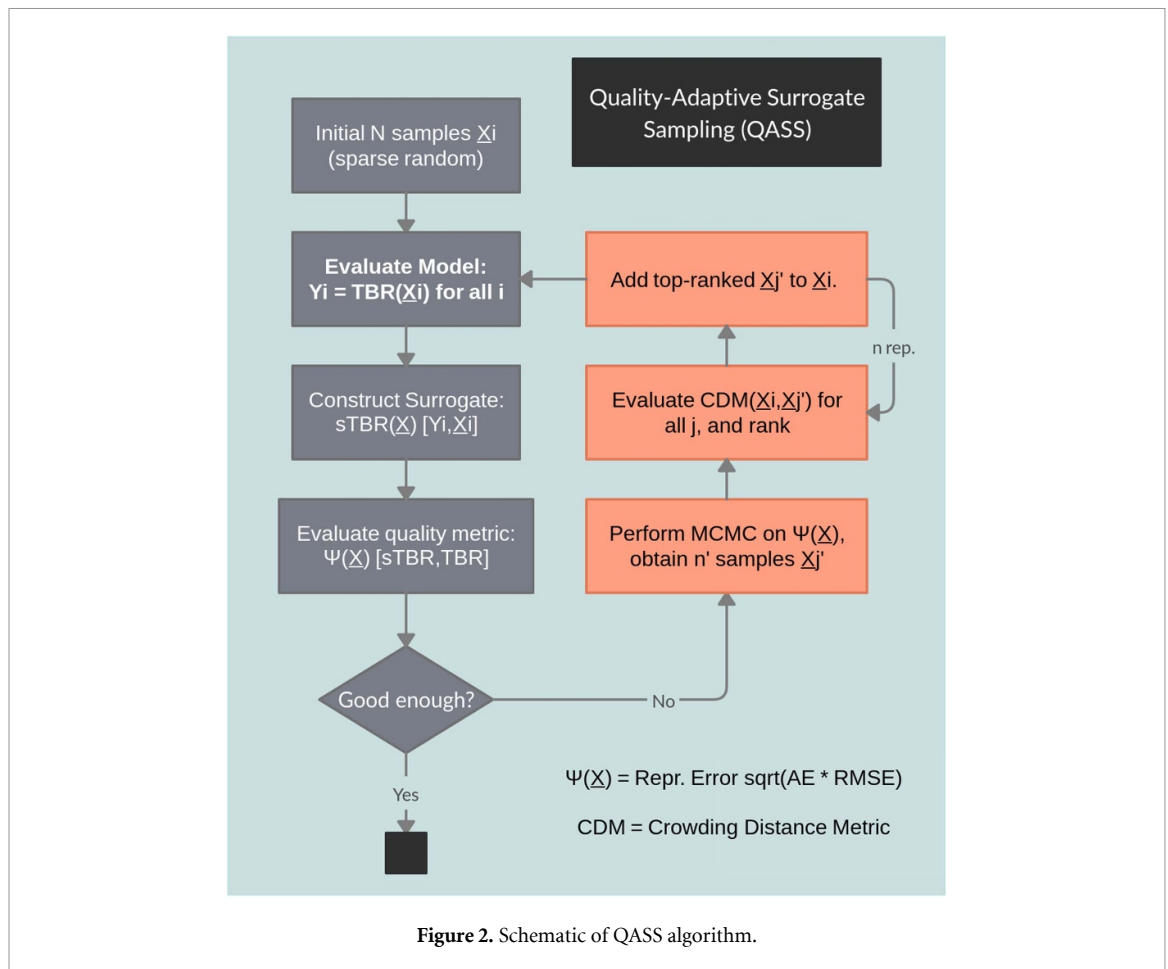 Quality-Adaptive Surrogate
Sampling (QASS)
Initial N samples Xi
(sparse random)
Evaluate Model:
Yi = TBR(Xi) for all i
Construct Surrogate:
sTBR(X) [Yi,Xi]
Evaluate quality metric:
Ψ(X) [sTBR,TBR]
Good enough?
Yes
No
Perform MCMC on Ψ(X),
obtain n' samples Xj'
Evaluate CDM(Xi,Xj') for
all j, and rank
Add top-ranked Xj' to Xi.
n rep.
Ψ(X) = Repr. Error sqrt(AE * RMSE)
CDM = Crowding Distance Metric
Figure 2. Schematic of QASS algorithm.